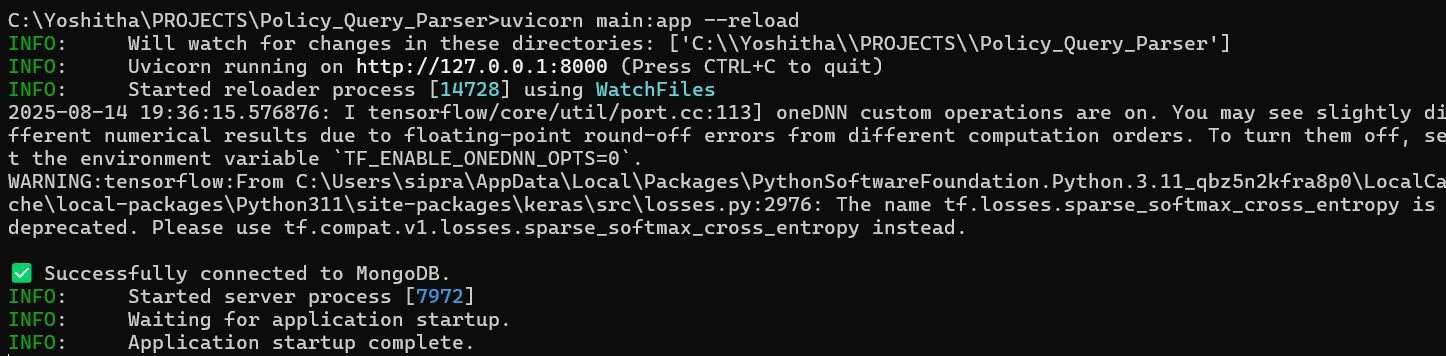 C:\Yoshitha\PROJECTS\Policy_Query_Parser>uvicorn main:app --reload
INFO:     Will watch for changes in these directories: ['C:\\Yoshitha\\PROJECTS\\Policy_Query_Parser']
INFO:     Uvicorn running on http://127.0.0.1:8000 (Press CTRL+C to quit)
INFO:     Started reloader process [14728] using WatchFiles
2025-08-14 19:36:15.576876: I tensorflow/core/util/port.cc:113] oneDNN custom operations are on. You may see slightly di
fferent numerical results due to floating-point round-off errors from different computation orders. To turn them off, se
t the environment variable `TF_ENABLE_ONEDNN_OPTS=0`.
WARNING:tensorflow:From C:\Users\sipra\AppData\Local\Packages\PythonSoftwareFoundation.Python.3.11_qbz5n2kfra8p0\LocalCa
che\local-packages\Python311\site-packages\keras\src\losses.py:2976: The name tf.losses.sparse_softmax_cross_entropy is
deprecated. Please use tf.compat.v1.losses.sparse_softmax_cross_entropy instead.
✅ Successfully connected to MongoDB.
INFO:     Started server process [7972]
INFO:     Waiting for application startup.
INFO:     Application startup complete.